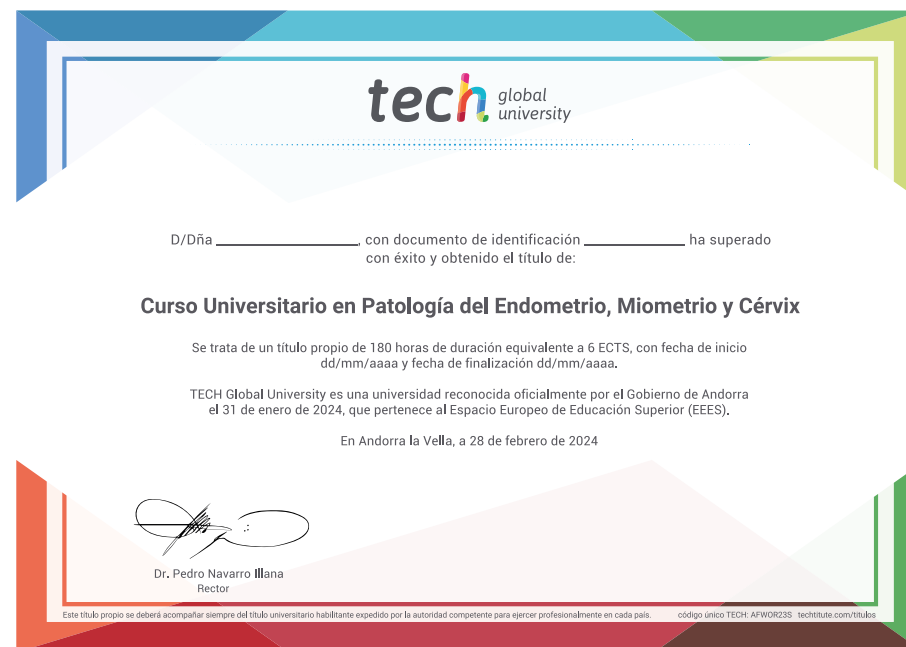 tech global university
D/Dña ____________________, con documento de identificación ______________ ha superado
con éxito y obtenido el título de:
Curso Universitario en Patología del Endometrio, Miometrio y Cérvix
Se trata de un título propio de 180 horas de duración equivalente a 6 ECTS, con fecha de inicio
dd/mm/aaaa y fecha de finalización dd/mm/aaaa.
TECH Global University es una universidad reconocida oficialmente por el Gobierno de Andorra
el 31 de enero de 2024, que pertenece al Espacio Europeo de Educación Superior (EEES).
En Andorra la Vella, a 28 de febrero de 2024
Dr. Pedro Navarro Illana
Rector
Este título propio se deberá acompañar siempre del título universitario habilitante expedido por la autoridad competente para ejercer profesionalmente en cada país. código único TECH: AFWOR23S techtitute.com/titulos